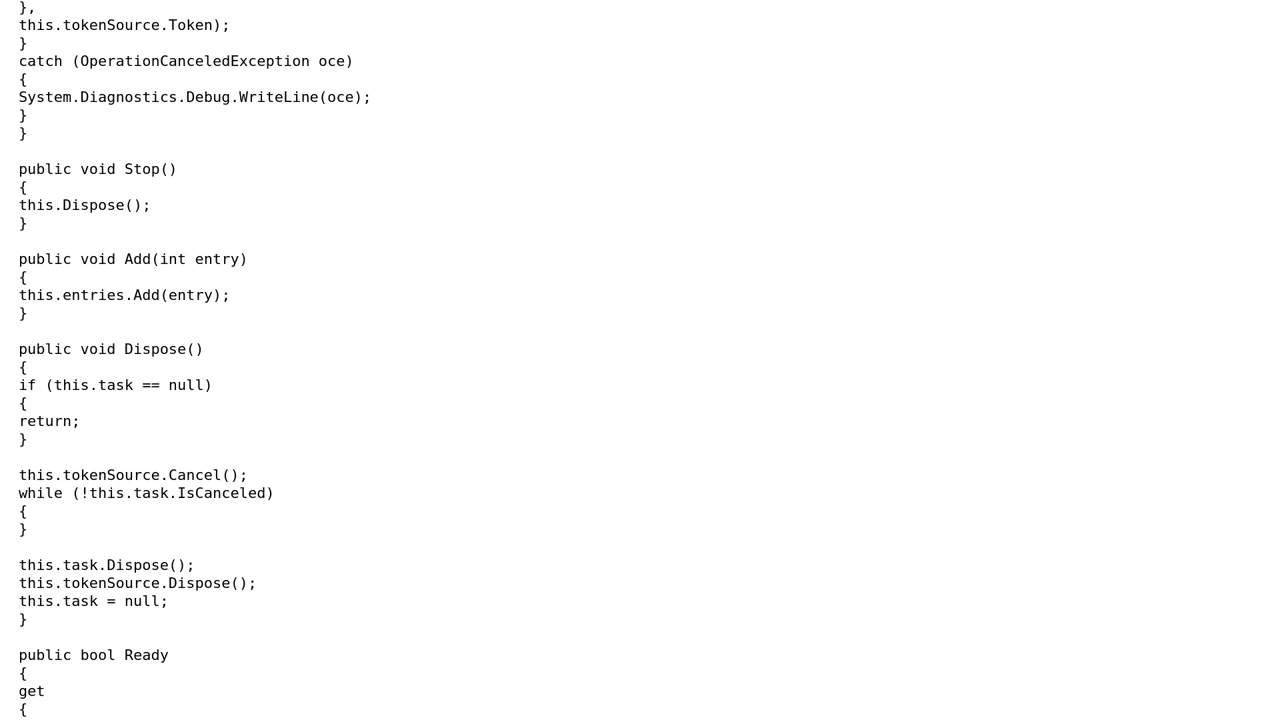 },
this.tokenSource.Token);
}
catch (OperationCanceledException oce)
{
System.Diagnostics.Debug.WriteLine(oce);
}
}

public void Stop()
{
this.Dispose();
}

public void Add(int entry)
{
this.entries.Add(entry);
}

public void Dispose()
{
if (this.task == null)
{
return;
}

this.tokenSource.Cancel();
while (!this.task.IsCanceled)
{
}

this.task.Dispose();
this.tokenSource.Dispose();
this.task = null;
}

public bool Ready
{
get
{